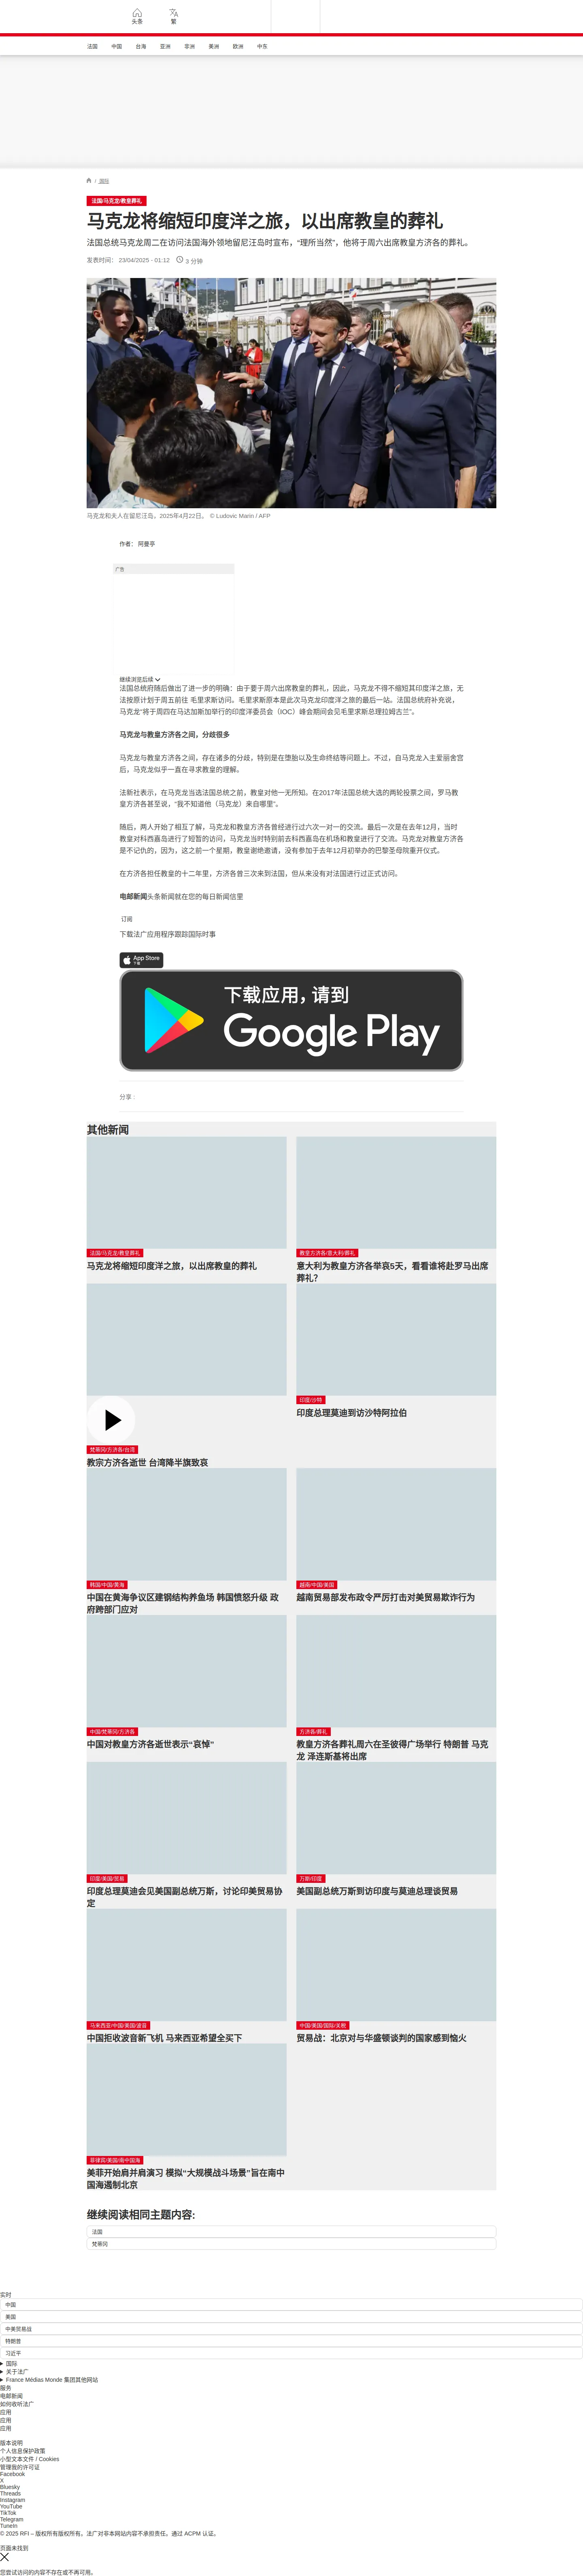 头条
繁
法国
中国
台海
亚洲
非洲
美洲
欧洲
中东
/ 国际
法国/马克龙/教皇葬礼
马克龙将缩短印度洋之旅，以出席教皇的葬礼
法国总统马克龙周二在访问法国海外领地留尼汪岛时宣布，“理所当然”，他将于周六出席教皇方济各的葬礼。
发表时间： 23/04/2025 - 01:12
3 分钟
马克龙和夫人在留尼汪岛，2025年4月22日。 © Ludovic Marin / AFP
作者： 阿曼亭
广告
继续浏览后续
法国总统府随后做出了进一步的明确：由于要于周六出席教皇的葬礼，因此，马克龙不得不缩短其印度洋之旅，无
法按原计划于周五前往 毛里求斯访问。毛里求斯原本是此次马克龙印度洋之旅的最后一站。法国总统府补充说，
马克龙“将于周四在马达加斯加举行的印度洋委员会（IOC）峰会期间会见毛里求斯总理拉姆古兰”。
马克龙与教皇方济各之间，分歧很多
马克龙与教皇方济各之间，存在诸多的分歧，特别是在堕胎以及生命终结等问题上。不过，自马克龙入主爱丽舍宫
后，马克龙似乎一直在寻求教皇的理解。
法新社表示，在马克龙当选法国总统之前，教皇对他一无所知。在2017年法国总统大选的两轮投票之间，罗马教
皇方济各甚至说，“我不知道他（马克龙）来自哪里”。
随后，两人开始了相互了解，马克龙和教皇方济各曾经进行过六次一对一的交流。最后一次是在去年12月，当时
教皇对科西嘉岛进行了短暂的访问，马克龙当时特别前去科西嘉岛在机场和教皇进行了交流。马克龙对教皇方济各
是不记仇的，因为，这之前一个星期，教皇谢绝邀请，没有参加于去年12月初举办的巴黎圣母院重开仪式。
在方济各担任教皇的十二年里，方济各曾三次来到法国，但从来没有对法国进行过正式访问。
电邮新闻头条新闻就在您的每日新闻信里
订阅
下载法广应用程序跟踪国际时事
App Store
下载
下载应用，请到
Google Play
分享 :
其他新闻
法国/马克龙/教皇葬礼
马克龙将缩短印度洋之旅，以出席教皇的葬礼
教皇方济各/意大利/葬礼
意大利为教皇方济各举哀5天，看看谁将赴罗马出席
葬礼？
梵蒂冈/方济各/台湾
教宗方济各逝世 台湾降半旗致哀
印度/沙特
印度总理莫迪到访沙特阿拉伯
韩国/中国/黄海
中国在黄海争议区建钢结构养鱼场 韩国愤怒升级 政
府跨部门应对
越南/中国/美国
越南贸易部发布政令严厉打击对美贸易欺诈行为
中国/梵蒂冈/方济各
中国对教皇方济各逝世表示“哀悼”
方济各/葬礼
教皇方济各葬礼周六在圣彼得广场举行 特朗普 马克
龙 泽连斯基将出席
印度/美国/贸易
印度总理莫迪会见美国副总统万斯，讨论印美贸易协
定
万斯/印度
美国副总统万斯到访印度与莫迪总理谈贸易
马来西亚/中国/美国/波音
中国拒收波音新飞机 马来西亚希望全买下
中国/美国/国际/关税
贸易战：北京对与华盛顿谈判的国家感到恼火
菲律宾/美国/南中国海
美菲开始肩并肩演习 模拟“大规模战斗场景”旨在南中
国海遏制北京
继续阅读相同主题内容:
法国
梵蒂冈
实时
中国
美国
中美贸易战
特朗普
习近平
国际
关于法广
France Médias Monde 集团其他网站
服务
电邮新闻
如何收听法广
应用
应用
应用
版本说明
个人信息保护政策
小型文本文件 / Cookies
管理我的许可证
Facebook
X
Bluesky
Threads
Instagram
YouTube
TikTok
Telegram
TuneIn
© 2025 RFI – 版权所有版权所有。法广对非本网站内容不承担责任。通过 ACPM 认证。
页面未找到
您尝试访问的内容不存在或不再可用。